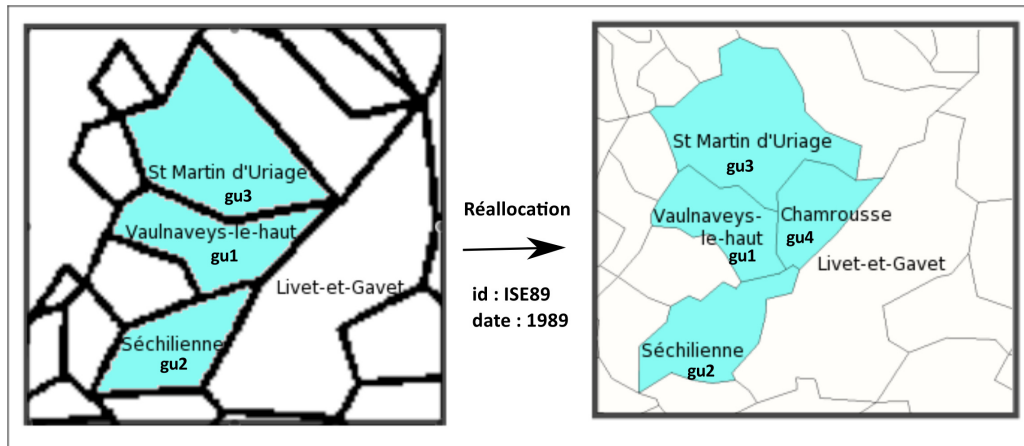 St Martin d'Uriage
gu3
Vaulnaveys-le-haut
gu1
Livet-et-Gavet
Séchilienne
gu2
Réallocation
id : ISE89
date : 1989
St Martin d'Uriage
gu3
Vaulnaveys-
le-haut
gu1
Chamrousse
gu4
Livet-et-Gavet
Séchilienne
gu2